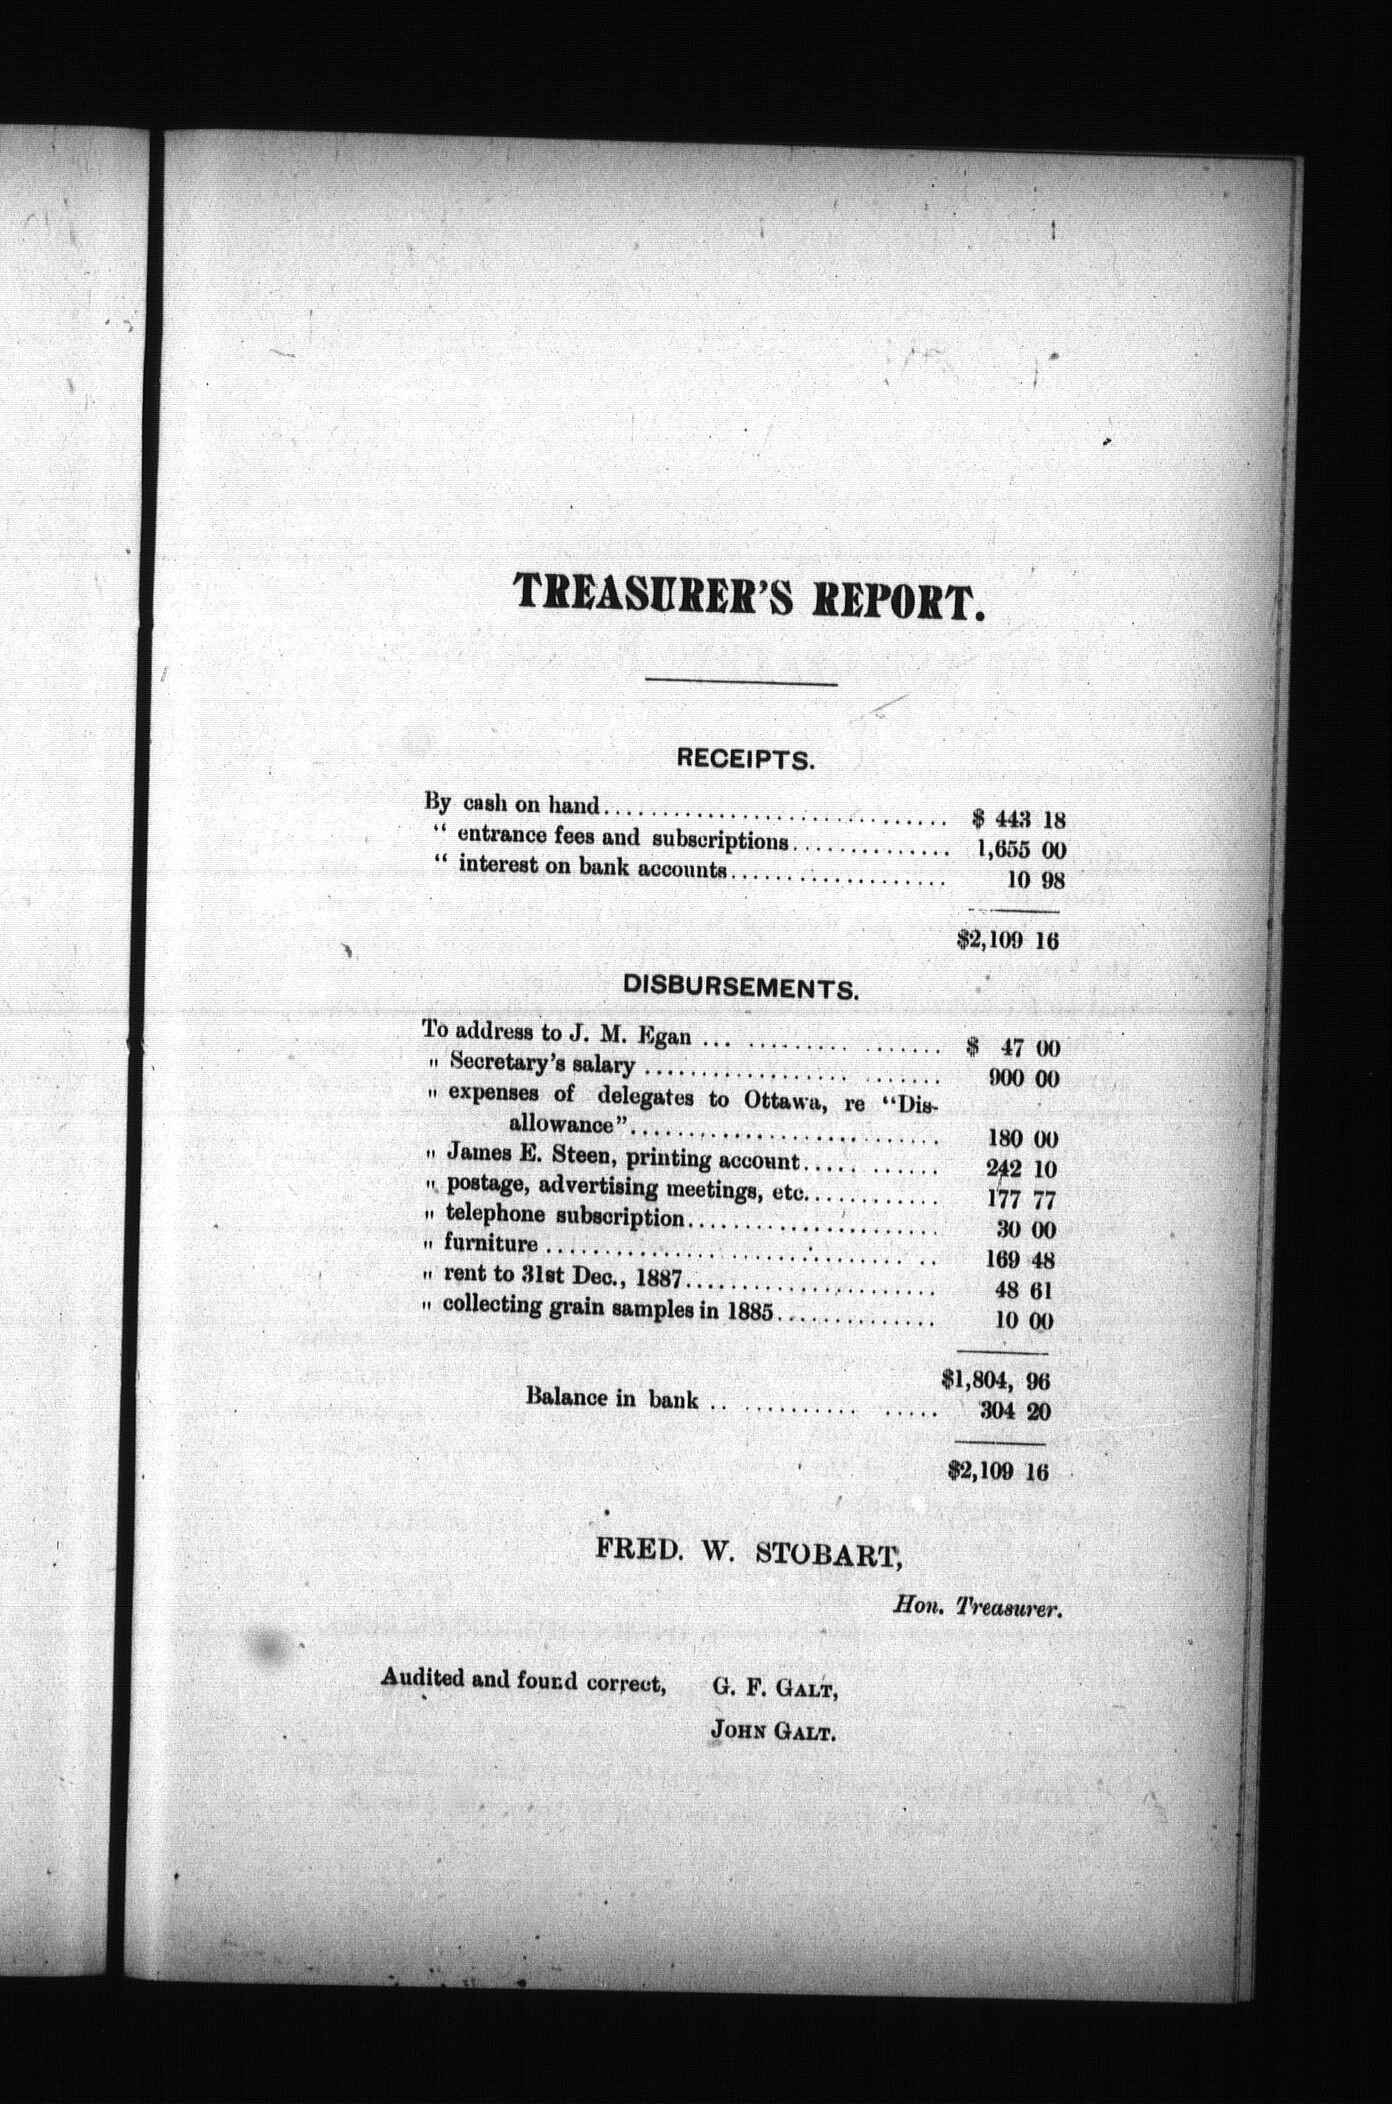 TREASURER'S REPORT.
RECEIPTS.
By cash on hand........................... $ 443 18
“ entrance fees and subscriptions.............. 1,655 00
“ interest on bank accounts................... 10 98
$2,109 16
DISBURSEMENTS.
To address to J. M. Egan ... ......... ....... $ 47 00
„ Secretary's salary .................. ....... 900 00
„ expenses of delegates to Ottawa, re “Dis-
allowance”........................... 180 00
„ James E. Steen, printing account..... ...... 242 10
„ postage, advertising meetings, etc............ 177 77
„ telephone subscription...................... 30 00
„ furniture ............................... .. 169 48
„ rent to 31st Dec., 1887...................... 48 61
„ collecting grain samples in 1885.............. 10 00
$1,804, 96
Balance in bank .. .......... ..... 304 20
$2,109 16
FRED. W. STOBART,
Hon. Treasurer.
Audited and found correct, G. F. GALT,
JOHN GALT.